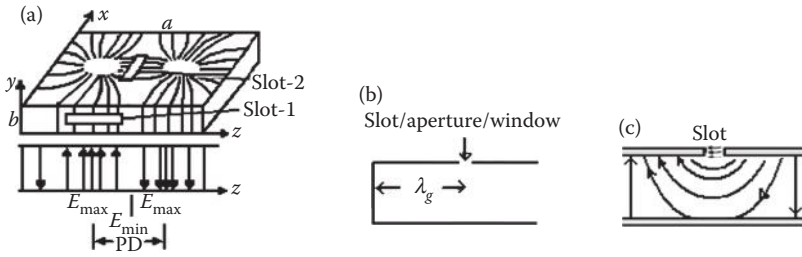 (a)
x
a
y
b
z
Slot-2
Slot-1
z
E_max E_max
E_min
PD
(b)
Slot/aperture/window
λ_g
(c)
Slot